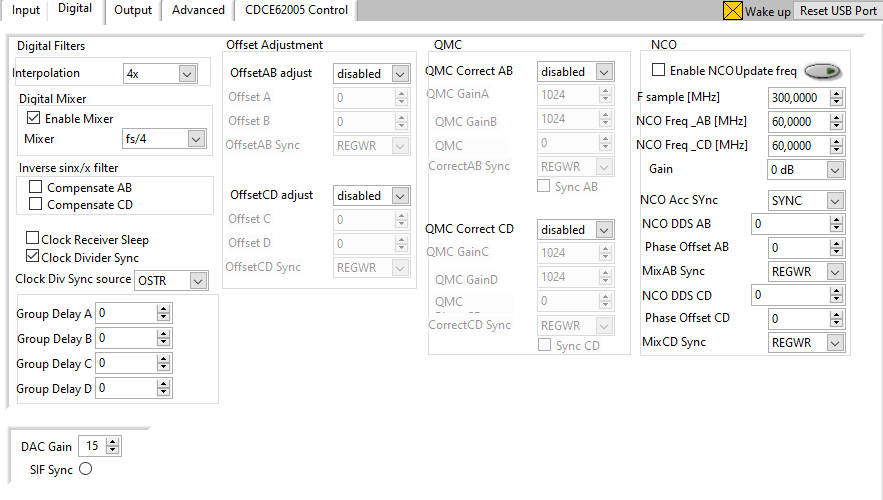 Input Digital Output Advanced CDCE62005 Control Wake up Reset USB Port
Digital Filters
Interpolation 4x
Digital Mixer
Enable Mixer
Mixer fs/4
Inverse sinx/x filter
Compensate AB
Compensate CD
Clock Receiver Sleep
Clock Divider Sync
Clock Div Sync source OSTR
Group Delay A 0
Group Delay B 0
Group Delay C 0
Group Delay D 0
Offset Adjustment
OffsetAB adjust disabled
Offset A 0
Offset B 0
OffsetAB Sync REGWR
OffsetCD adjust disabled
Offset C 0
Offset D 0
OffsetCD Sync REGWR
QMC
QMC Correct AB disabled
QMC GainA 1024
QMC GainB 1024
QMC 0
CorrectAB Sync REGWR
Sync AB
QMC Correct CD disabled
QMC GainC 1024
QMC GainD 1024
QMC 0
CorrectCD Sync REGWR
Sync CD
NCO
Enable NCO Update freq
F sample [MHz] 300,0000
NCO Freq _AB [MHz] 60,0000
NCO Freq _CD [MHz] 60,0000
Gain 0 dB
NCO Acc SYnc SYNC
NCO DDS AB 0
Phase Offset AB 0
MixAB Sync REGWR
NCO DDS CD 0
Phase Offset CD 0
MixCD Sync REGWR
DAC Gain 15
SIF Sync